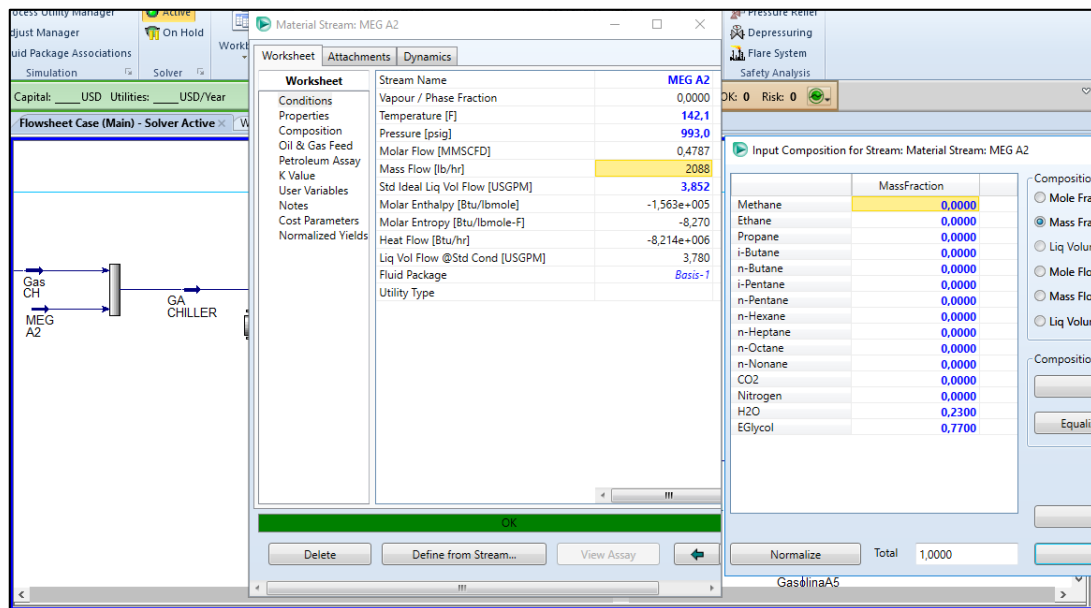 ocess Utility Manager
Active
Pressure Relief
djust Manager
On Hold
Depressuring
uid Package Associations
Flare System
Simulation
Solver
Safety Analysis
Capital: ____USD Utilities: ____USD/Year
OK: 0 Risk: 0
Flowsheet Case (Main) - Solver Active
Gas
CH
MEG
A2
GA
CHILLER
Material Stream: MEG A2
Worksheet Attachments Dynamics
Worksheet
Conditions
Properties
Composition
Oil & Gas Feed
Petroleum Assay
K Value
User Variables
Notes
Cost Parameters
Normalized Yields
Stream Name MEG A2
Vapour / Phase Fraction 0,0000
Temperature [F] 142,1
Pressure [psig] 993,0
Molar Flow [MMSCFD] 0,4787
Mass Flow [lb/hr] 2088
Std Ideal Liq Vol Flow [USGPM] 3,852
Molar Enthalpy [Btu/lbmole] -1,563e+005
Molar Entropy [Btu/lbmole-F] -8,270
Heat Flow [Btu/hr] -8,214e+006
Liq Vol Flow @Std Cond [USGPM] 3,780
Fluid Package Basis-1
Utility Type
OK
Delete Define from Stream... View Assay
Input Composition for Stream: Material Stream: MEG A2
MassFraction
Methane 0,0000
Ethane 0,0000
Propane 0,0000
i-Butane 0,0000
n-Butane 0,0000
i-Pentane 0,0000
n-Pentane 0,0000
n-Hexane 0,0000
n-Heptane 0,0000
n-Octane 0,0000
n-Nonane 0,0000
CO2 0,0000
Nitrogen 0,0000
H2O 0,2300
EGlycol 0,7700
Compositio
Mole Fra
Mass Fra
Liq Volu
Mole Flo
Mass Flo
Liq Volu
Compositio
Equali
Normalize Total 1,0000
GasolinaA5